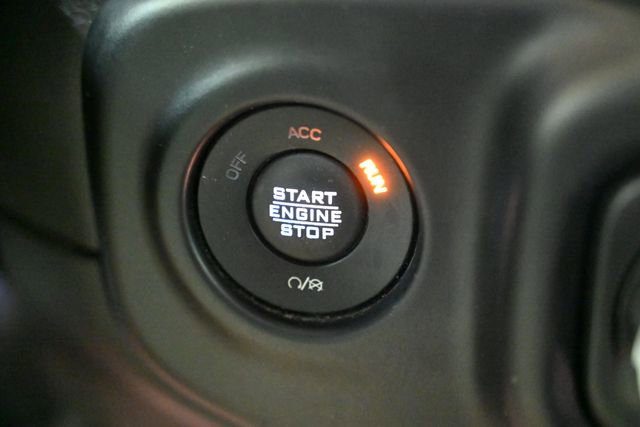 ACC
OFF
RUN
START
ENGINE
STOP